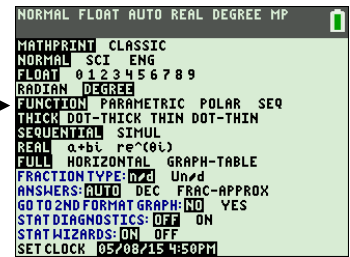 NORMAL FLOAT AUTO REAL DEGREE MP
MATHPRINT CLASSIC
NORMAL SCI ENG
FLOAT 0 1 2 3 4 5 6 7 8 9
RADIAN DEGREE
FUNCTION PARAMETRIC POLAR SEQ
THICK DOT-THICK THIN DOT-THIN
SEQUENTIAL SIMUL
REAL a+bi re^(θi)
FULL HORIZONTAL GRAPH-TABLE
FRACTION TYPE: n/d Un/d
ANSWERS: AUTO DEC FRAC-APPROX
GO TO 2ND FORMAT GRAPH: NO YES
STAT DIAGNOSTICS: OFF ON
STAT WIZARDS: ON OFF
SET CLOCK 05/08/15 4:50PM